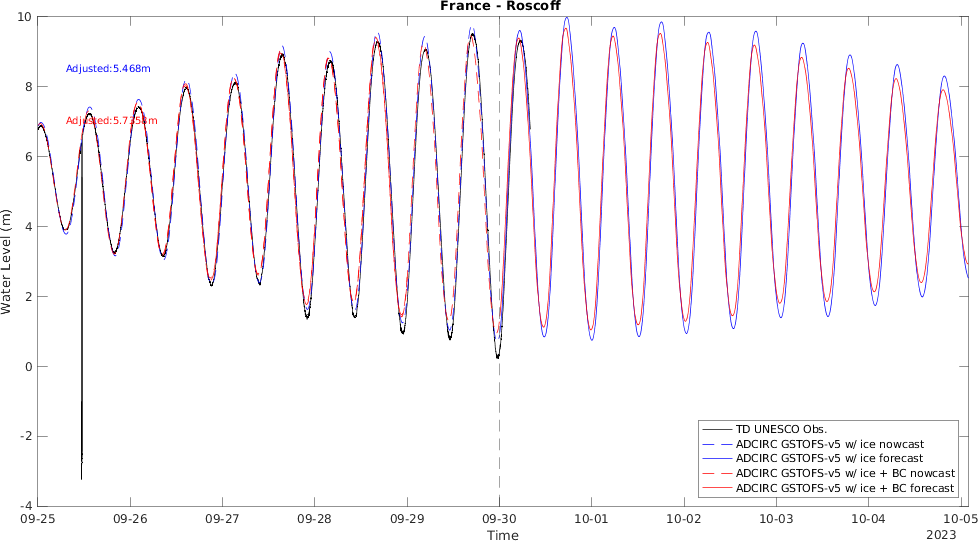 France - Roscoff
Water Level (m)
10
8
6
4
2
0
-2
-4
Adjusted:5.468m
Adjusted:5.7358m
TD UNESCO Obs.
ADCIRC GSTOFS-v5 w/ ice nowcast
ADCIRC GSTOFS-v5 w/ ice forecast
ADCIRC GSTOFS-v5 w/ ice + BC nowcast
ADCIRC GSTOFS-v5 w/ ice + BC forecast
09-25 09-26 09-27 09-28 09-29 09-30 10-01 10-02 10-03 10-04 10-05
Time
2023